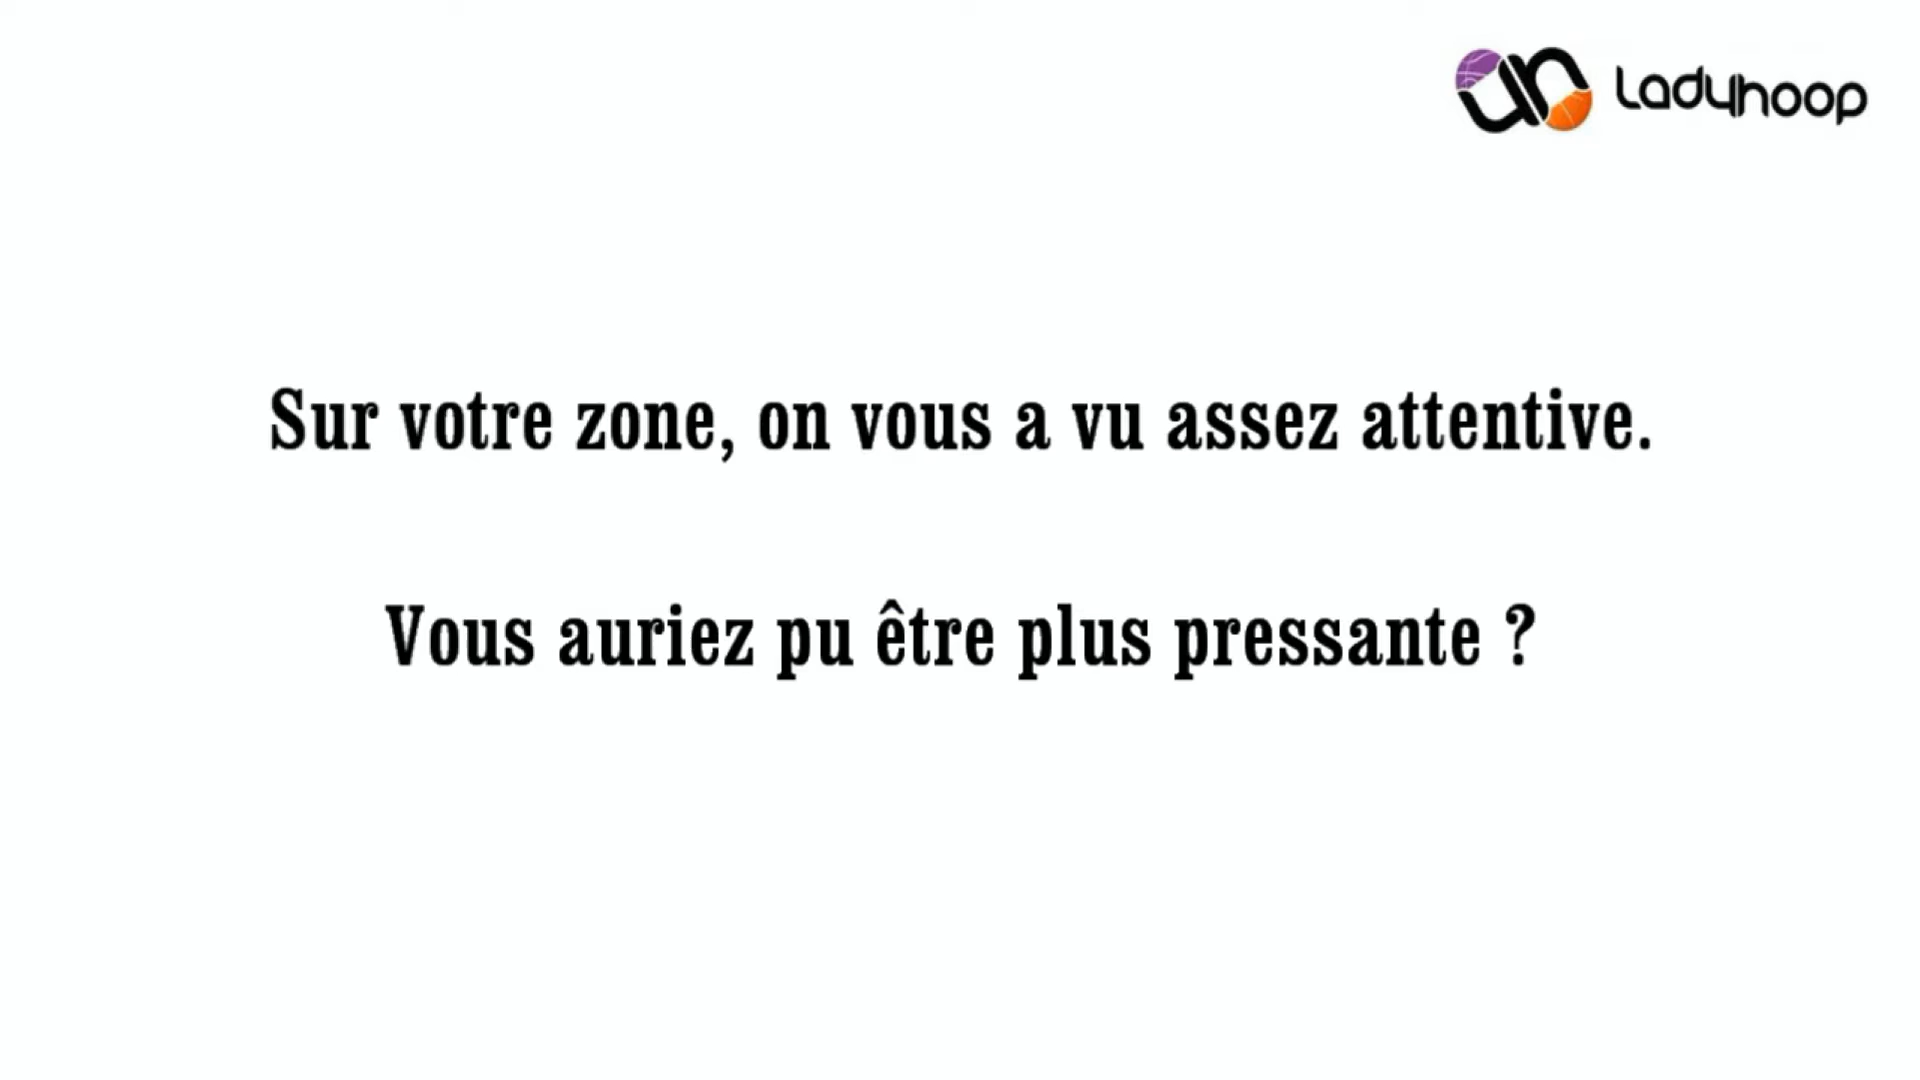 Ladyhoop
Sur votre zone, on vous a vu assez attentive.
Vous auriez pu être plus pressante ?